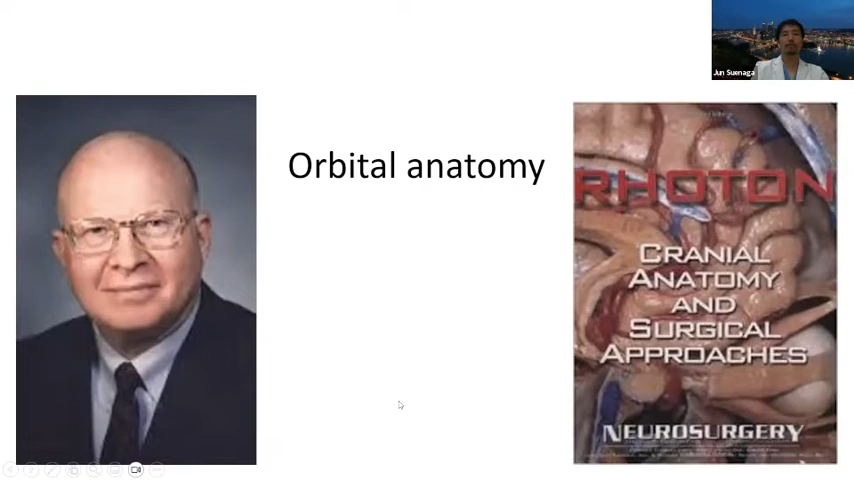 Jun Suenaga
Orbital anatomy
RHOTON
CRANIAL
ANATOMY
AND
SURGICAL
APPROACHES
NEUROSURGERY